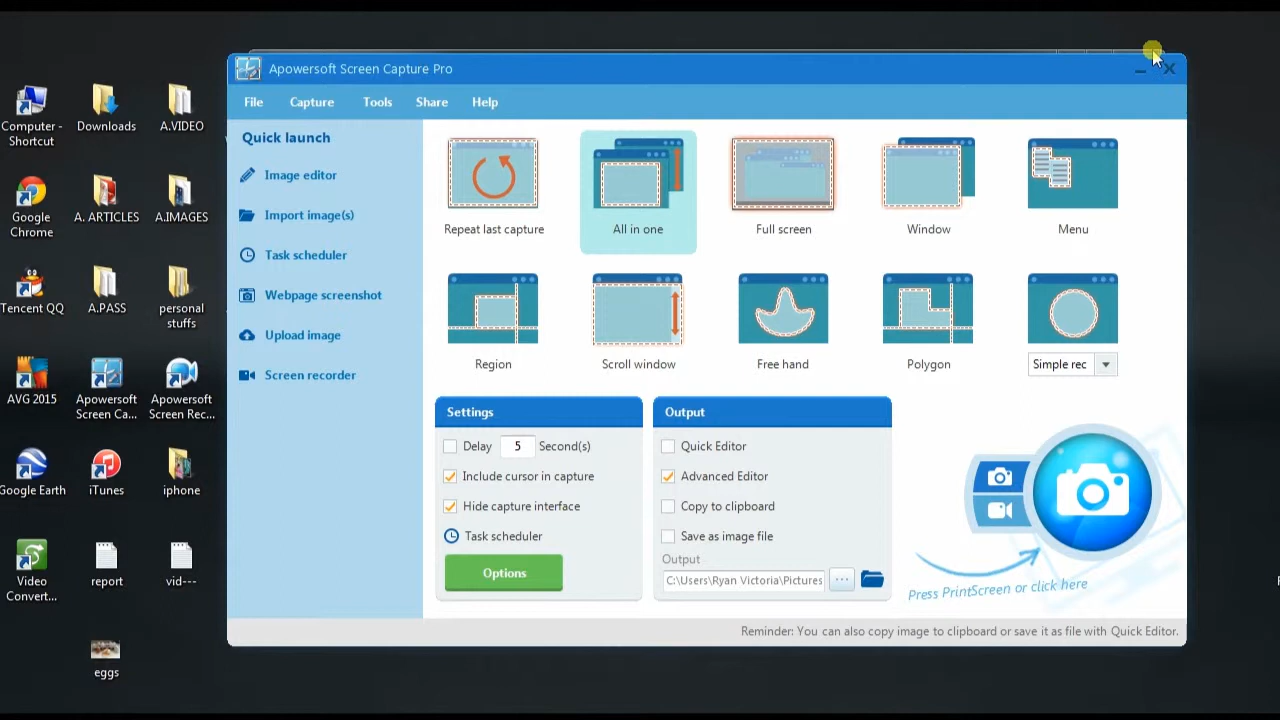 Apowersoft Screen Capture Pro
File Capture Tools Share Help
Computer -
Shortcut
Downloads
A.VIDEO
Google
Chrome
A. ARTICLES
A.IMAGES
Tencent QQ
A.PASS
personal
stuffs
AVG 2015
Apowersoft
Screen Ca...
Apowersoft
Screen Rec...
Google Earth
iTunes
iphone
Video
Convert...
report
vid---
eggs
Quick launch
Image editor
Import image(s)
Task scheduler
Webpage screenshot
Upload image
Screen recorder
Repeat last capture
All in one
Full screen
Window
Menu
Region
Scroll window
Free hand
Polygon
Simple rec
Settings
Delay 5 Second(s)
Include cursor in capture
Hide capture interface
Task scheduler
Options
Output
Quick Editor
Advanced Editor
Copy to clipboard
Save as image file
Output
C:\Users\Ryan Victoria\Pictures
...
Press PrintScreen or click here
Reminder: You can also copy image to clipboard or save it as file with Quick Editor.